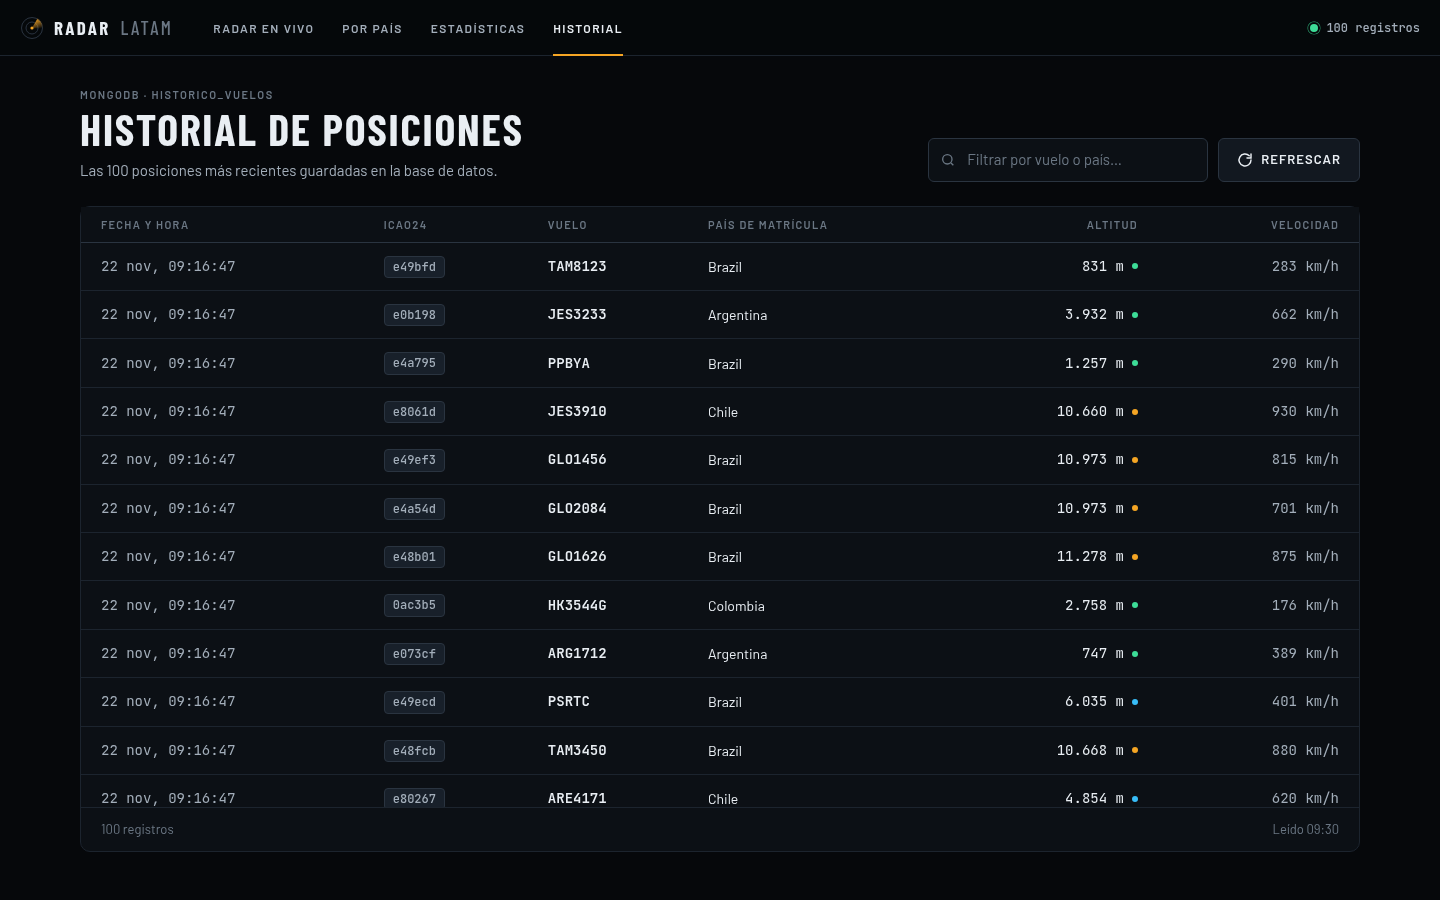 RADAR LATAM RADAR EN VIVO POR PAÍS ESTADÍSTICAS HISTORIAL 100 registros
MONGODB · HISTORICO_VUELOS
HISTORIAL DE POSICIONES
Las 100 posiciones más recientes guardadas en la base de datos.
Filtrar por vuelo o país... REFRESCAR
FECHA Y HORA ICAO24 VUELO PAÍS DE MATRÍCULA ALTITUD VELOCIDAD
22 nov, 09:16:47 e49bfd TAM8123 Brazil 831 m 283 km/h
22 nov, 09:16:47 e0b198 JES3233 Argentina 3.932 m 662 km/h
22 nov, 09:16:47 e4a795 PPBYA Brazil 1.257 m 290 km/h
22 nov, 09:16:47 e8061d JES3910 Chile 10.660 m 930 km/h
22 nov, 09:16:47 e49ef3 GLO1456 Brazil 10.973 m 815 km/h
22 nov, 09:16:47 e4a54d GLO2084 Brazil 10.973 m 701 km/h
22 nov, 09:16:47 e48b01 GLO1626 Brazil 11.278 m 875 km/h
22 nov, 09:16:47 0ac3b5 HK3544G Colombia 2.758 m 176 km/h
22 nov, 09:16:47 e073cf ARG1712 Argentina 747 m 389 km/h
22 nov, 09:16:47 e49ecd PSRTC Brazil 6.035 m 401 km/h
22 nov, 09:16:47 e48fcb TAM3450 Brazil 10.668 m 880 km/h
22 nov, 09:16:47 e80267 ARE4171 Chile 4.854 m 620 km/h
100 registros Leído 09:30